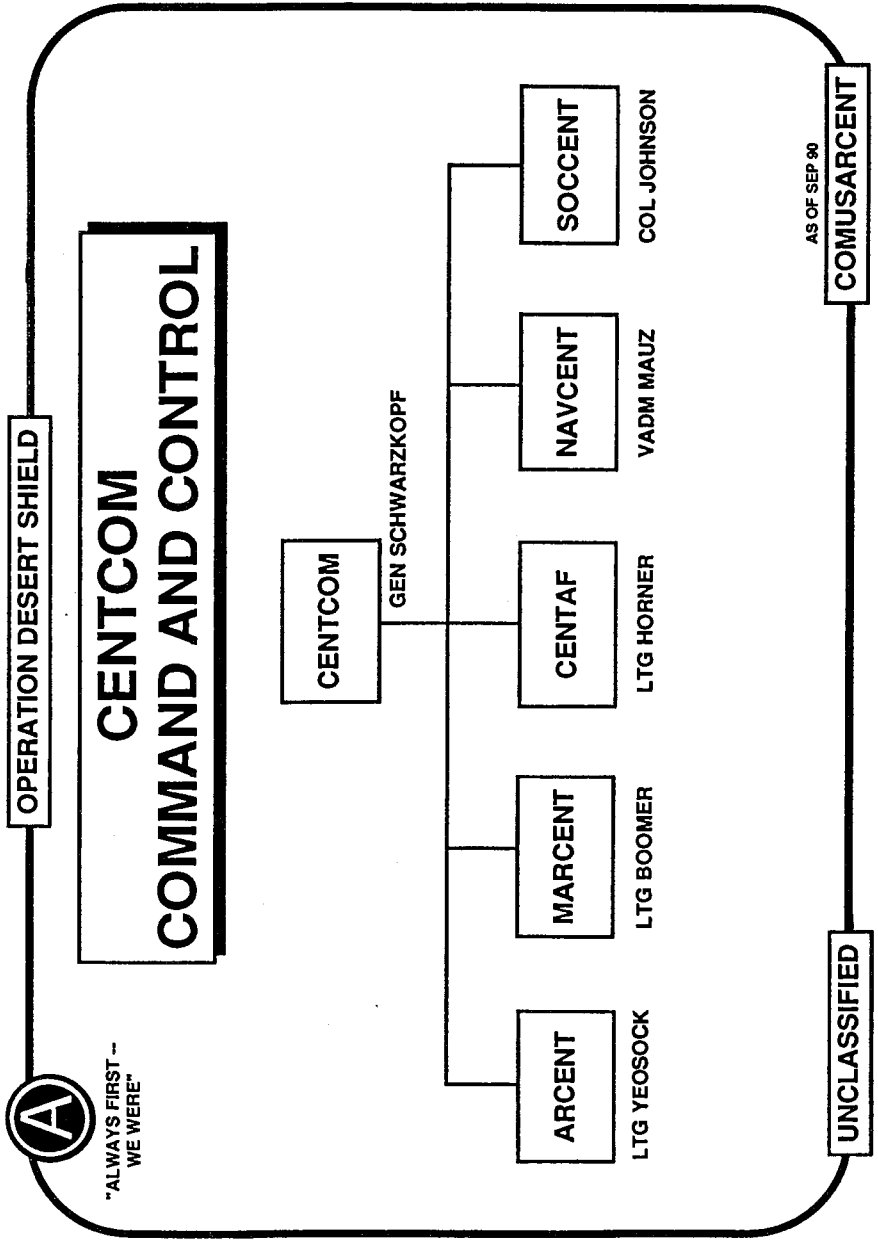 OPERATION DESERT SHIELD
A
"ALWAYS FIRST --
WE WERE"
CENTCOM
COMMAND AND CONTROL
CENTCOM
GEN SCHWARZKOPF
ARCENT
LTG YEOSOCK
MARCENT
LTG BOOMER
CENTAF
LTG HORNER
NAVCENT
VADM MAUZ
SOCCENT
COL JOHNSON
UNCLASSIFIED
AS OF SEP 90
COMUSARCENT